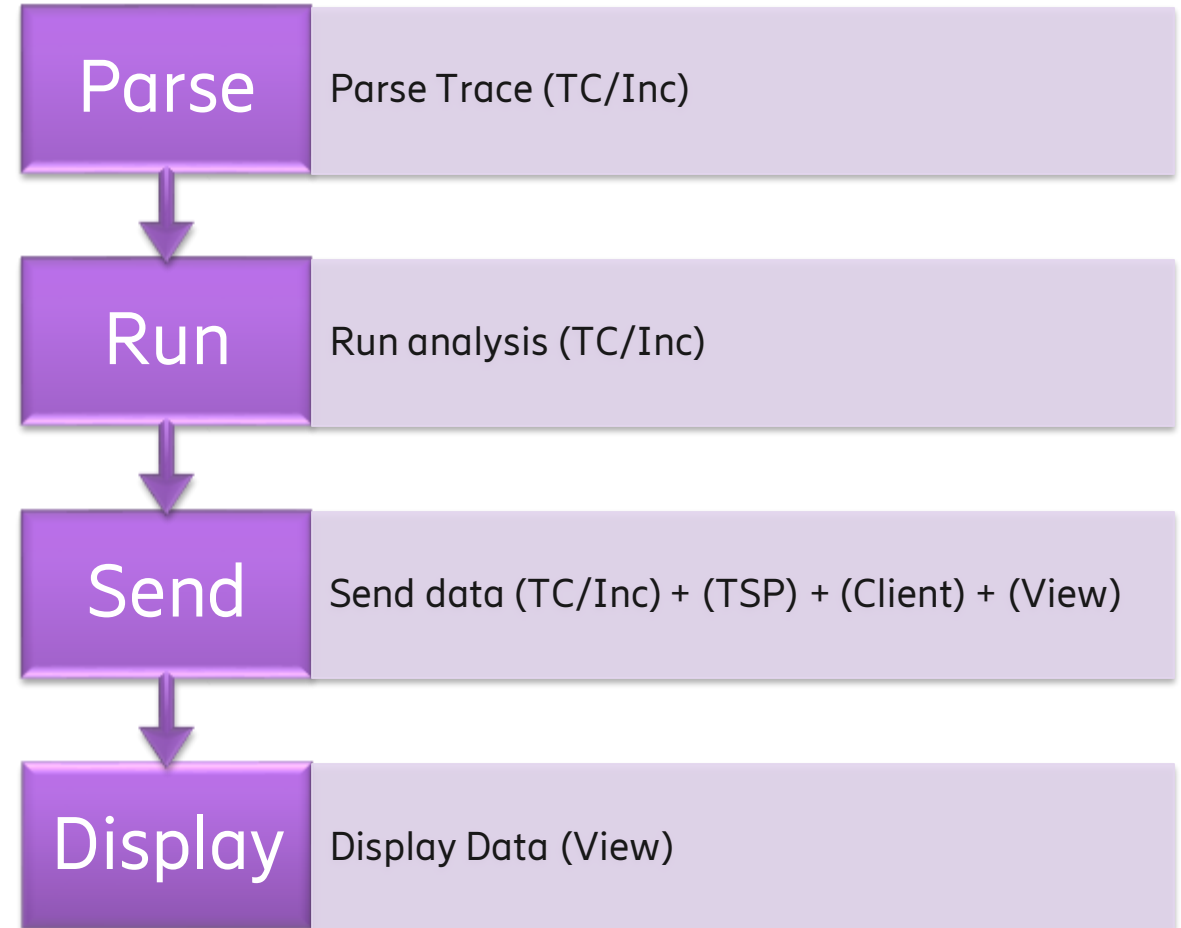 Parse
Parse Trace (TC/Inc)
Run
Run analysis (TC/Inc)
Send
Send data (TC/Inc) + (TSP) + (Client) + (View)
Display
Display Data (View)